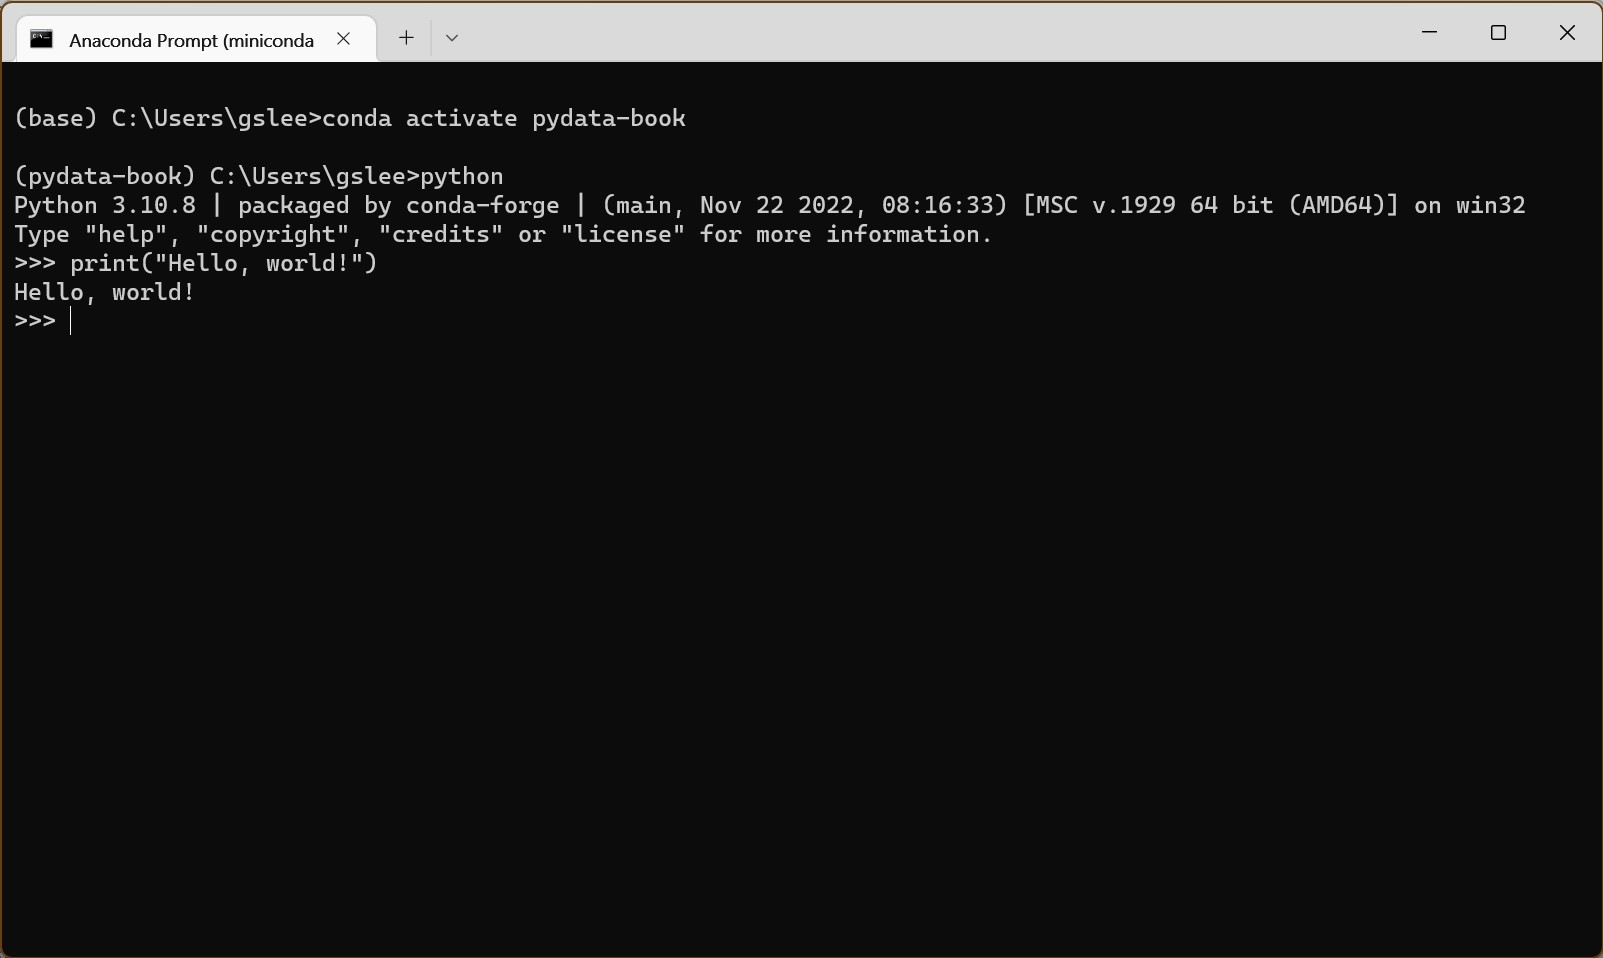 Anaconda Prompt (miniconda
(base) C:\Users\gslee>conda activate pydata-book
(pydata-book) C:\Users\gslee>python
Python 3.10.8 | packaged by conda-forge | (main, Nov 22 2022, 08:16:33) [MSC v.1929 64 bit (AMD64)] on win32
Type "help", "copyright", "credits" or "license" for more information.
>>> print("Hello, world!")
Hello, world!
>>>